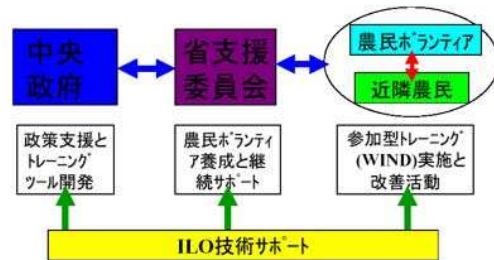 中央
政府
省支援
委員会
農民ボランティア
近隣農民
政策支援と
トレーニング
ツール開発
農民ボランティ
ア養成と継
続サポート
参加型トレーニング
(WIND)実施と
改善活動
ILO技術サポート